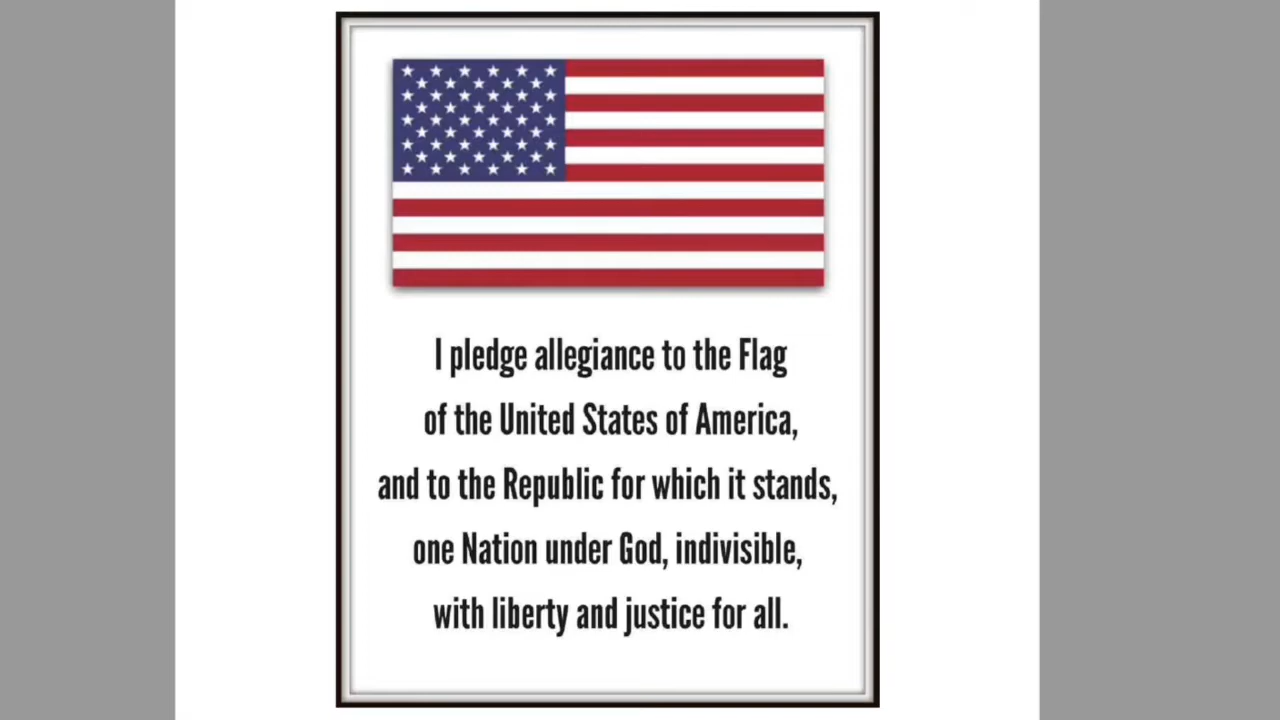 I pledge allegiance to the Flag
of the United States of America,
and to the Republic for which it stands,
one Nation under God, indivisible,
with liberty and justice for all.